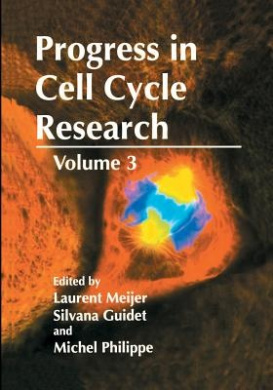 Progress in
Cell Cycle
Research
Volume 3
Edited by
Laurent Meijer
Silvana Guidet
and
Michel Philippe